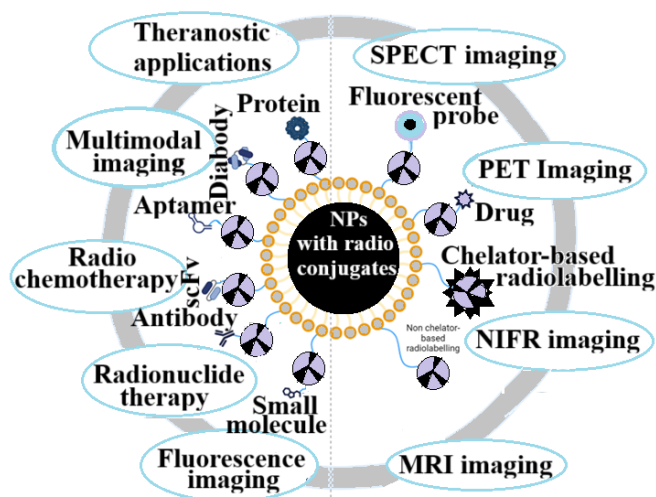 Theranostic
applications
SPECT imaging
Protein
Fluorescent
probe
Multimodal
imaging
Diabody
PET Imaging
Aptamer
Drug
NPs
with radio
conjugates
Radio
chemotherapy
scFv
Chelator-based
radiolabelling
Antibody
Non chelator-
based
radiolabelling
NIFR imaging
Radionuclide
therapy
Small
molecule
Fluorescence
imaging
MRI imaging